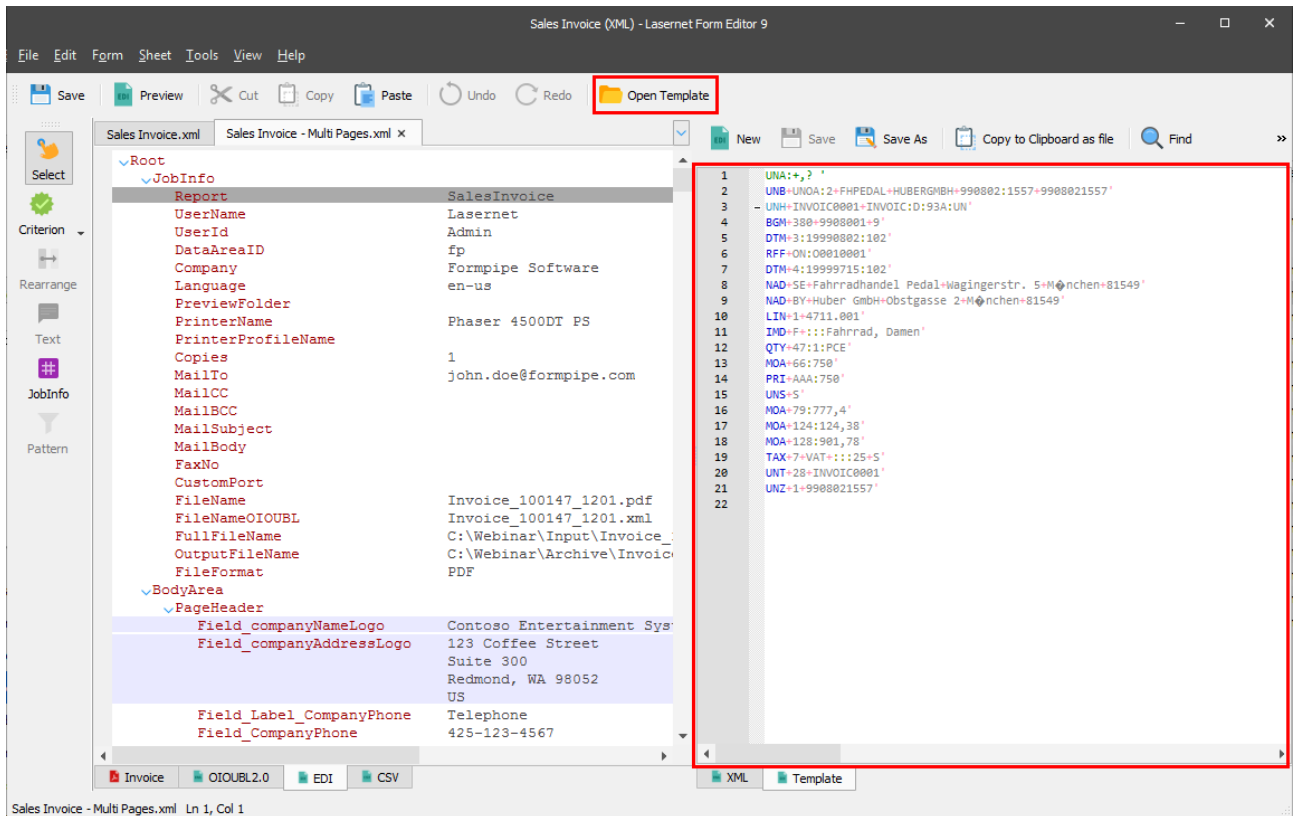 Sales Invoice (XML) - Lasernet Form Editor 9
File Edit Form Sheet Tools View Help
Save Preview Cut Copy Paste Undo Redo Open Template
Sales Invoice.xml Sales Invoice - Multi Pages.xml
Select
Criterion
Rearrange
Text
JobInfo
Pattern
Root
JobInfo
Report SalesInvoice
UserName Lasernet
UserId Admin
DataAreaID fp
Company Formpipe Software
Language en-us
PreviewFolder
PrinterName Phaser 4500DT PS
PrinterProfileName
Copies 1
MailTo john.doe@formpipe.com
MailCC
MailBCC
MailSubject
MailBody
FaxNo
CustomPort
FileName Invoice_100147_1201.pdf
FileNameOIOUBL Invoice_100147_1201.xml
FullFileName C:\Webinar\Input\Invoice_
OutputFileName C:\Webinar\Archive\Invoice
FileFormat PDF
BodyArea
PageHeader
Field_companyNameLogo Contoso Entertainment Sys
Field_companyAddressLogo 123 Coffee Street
Suite 300
Redmond, WA 98052
US
Field_Label_CompanyPhone Telephone
Field_CompanyPhone 425-123-4567
Invoice OIOUBL2.0 EDI CSV
EDI New Save Save As Copy to Clipboard as file Find »
1 UNA:+,? '
2 UNB+UNOA:2+FHPEDAL+HUBERGMBH+990802:1557+9908021557'
3 UNH+INVOIC0001+INVOIC:D:93A:UN'
4 BGM+380+9908001+9'
5 DTM+3:19990802:102'
6 RFF+ON:O0010001'
7 DTM+4:19999715:102'
8 NAD+SE+Fahrradhandel Pedal+Wagingerstr. 5+M�nchen+81549'
9 NAD+BY+Huber GmbH+Obstgasse 2+M�nchen+81549'
10 LIN+1+4711.001'
11 IMD+F+:::Fahrrad, Damen'
12 QTY+47:1:PCE'
13 MOA+66:750'
14 PRI+AAA:750'
15 UNS+S'
16 MOA+79:777,4'
17 MOA+124:124,38'
18 MOA+128:901,78'
19 TAX+7+VAT+:::25+S'
20 UNT+28+INVOIC0001'
21 UNZ+1+9908021557'
22
XML Template
Sales Invoice - Multi Pages.xml Ln 1, Col 1